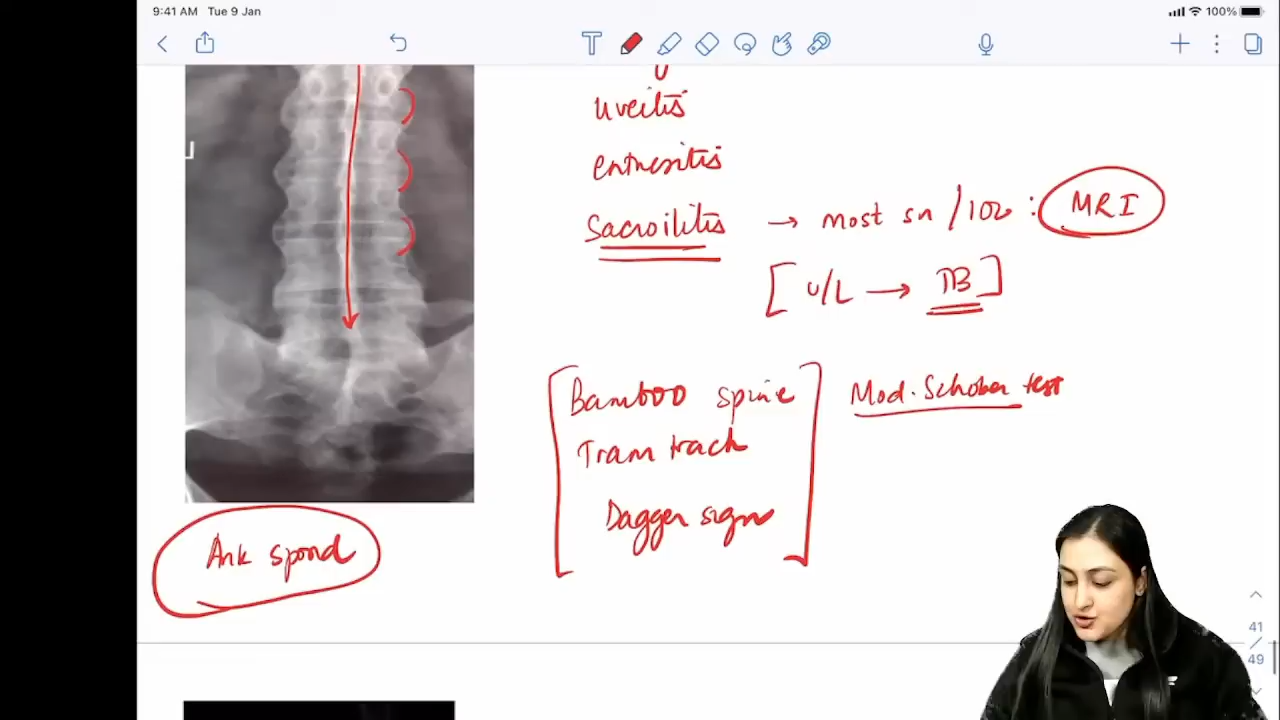 9:41 AM Tue 9 Jan
100%
Uveitis
enthesitis
Sacroilitis → most sn / IOC : MRI
[ U/L → TB ]
Bamboo spine
Mod. Schober test
Tram track
Dagger sign
Ank spond
41
49